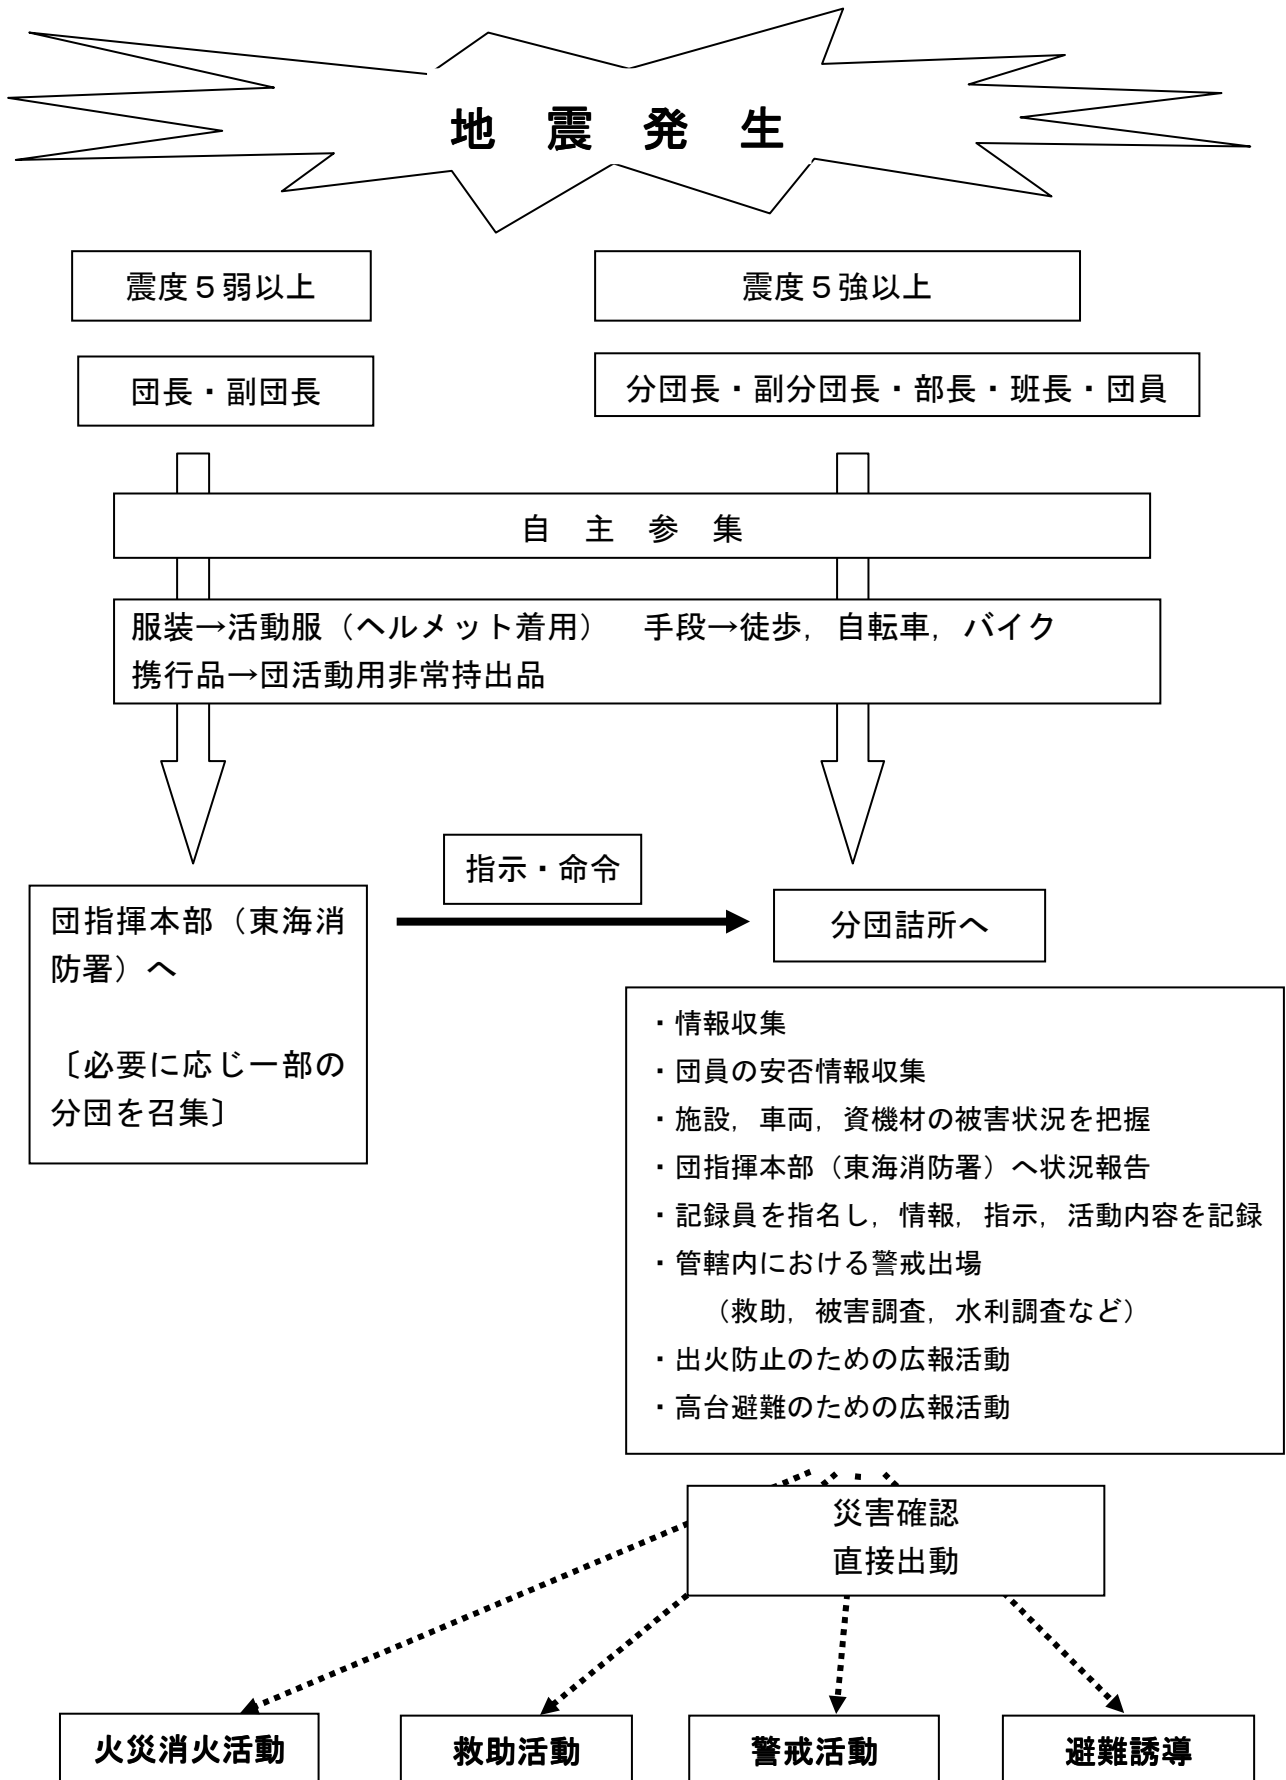 地　震　発　生
震度５弱以上
震度５強以上
団長・副団長
分団長・副分団長・部長・班長・団員
自　主　参　集
服装→活動服（ヘルメット着用）　手段→徒歩，自転車，バイク
携行品→団活動用非常持出品
指示・命令
団指揮本部（東海消
防署）へ
〔必要に応じ一部の
分団を召集〕
分団詰所へ
・情報収集
・団員の安否情報収集
・施設，車両，資機材の被害状況を把握
・団指揮本部（東海消防署）へ状況報告
・記録員を指名し，情報，指示，活動内容を記録
・管轄内における警戒出場
（救助，被害調査，水利調査など）
・出火防止のための広報活動
・高台避難のための広報活動
災害確認
直接出動
火災消火活動
救助活動
警戒活動
避難誘導